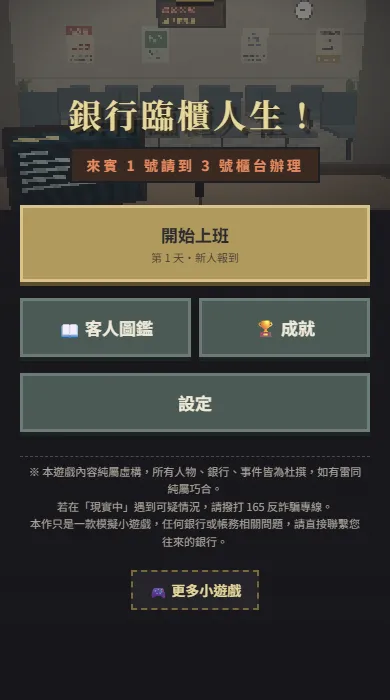 銀行臨櫃人生！
來賓 1 號請到 3 號櫃台辦理
開始上班
第 1 天・新人報到
客人圖鑑
成就
設定
※ 本遊戲內容純屬虛構，所有人物、銀行、事件皆為杜撰，如有雷同
純屬巧合。
若在「現實中」遇到可疑情況，請撥打 165 反詐騙專線。
本作只是一款模擬小遊戲，任何銀行或帳務相關問題，請直接聯繫您
往來的銀行。
更多小遊戲